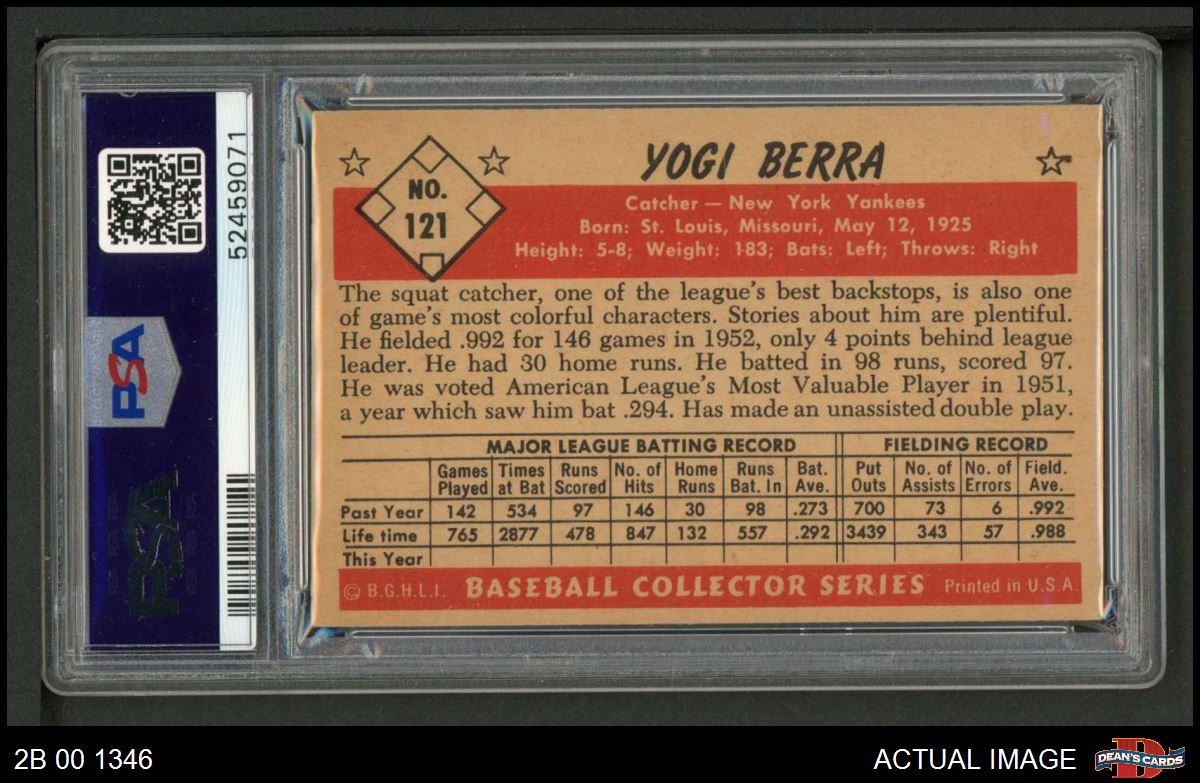 52459071
PSA
PSA
NO.
121
YOGI BERRA
Catcher — New York Yankees
Born: St. Louis, Missouri, May 12, 1925
Height: 5-8; Weight: 183; Bats: Left; Throws: Right
The squat catcher, one of the league's best backstops, is also one
of game's most colorful characters. Stories about him are plentiful.
He fielded .992 for 146 games in 1952, only 4 points behind league
leader. He had 30 home runs. He batted in 98 runs, scored 97.
He was voted American League's Most Valuable Player in 1951,
a year which saw him bat .294. Has made an unassisted double play.
MAJOR LEAGUE BATTING RECORD FIELDING RECORD
Games Times Runs No. of Home Runs Bat. Put No. of No. of Field.
Played at Bat Scored Hits Runs Bat. In Ave. Outs Assists Errors Ave.
Past Year 142 534 97 146 30 98 .273 700 73 6 .992
Life time 765 2877 478 847 132 557 .292 3439 343 57 .988
This Year
© B.G.H.L.I. BASEBALL COLLECTOR SERIES Printed in U.S.A.
2B 00 1346 ACTUAL IMAGE DEAN'S CARDS